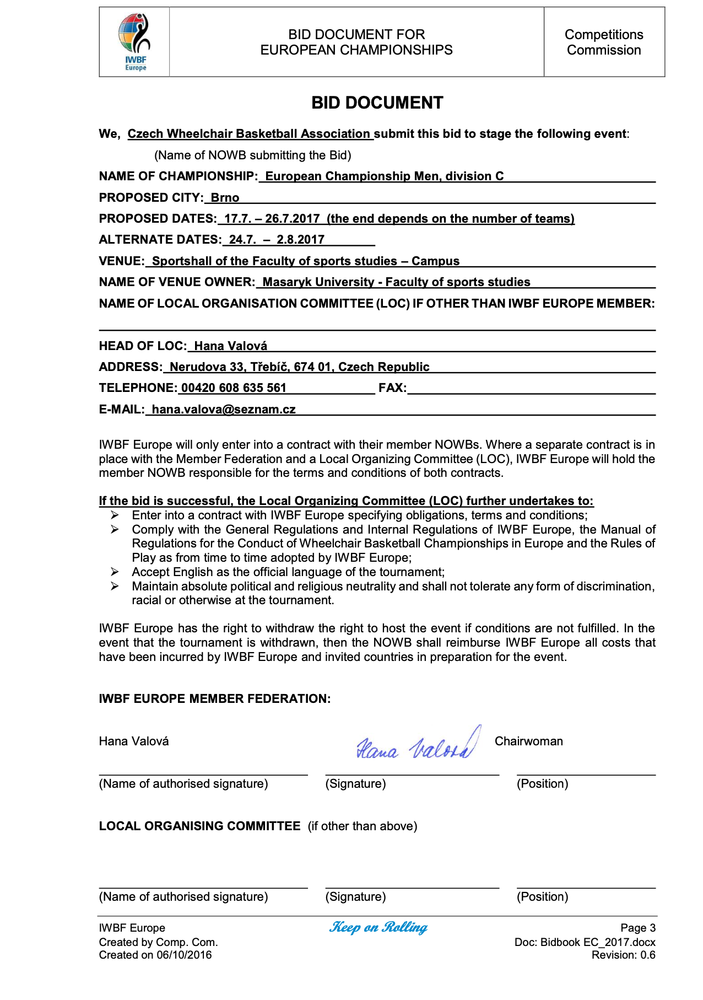 IWBF
Europe
BID DOCUMENT FOR
EUROPEAN CHAMPIONSHIPS
Competitions
Commission
BID DOCUMENT
We, Czech Wheelchair Basketball Association submit this bid to stage the following event:
(Name of NOWB submitting the Bid)
NAME OF CHAMPIONSHIP: European Championship Men, division C
PROPOSED CITY: Brno
PROPOSED DATES: 17.7. – 26.7.2017 (the end depends on the number of teams)
ALTERNATE DATES: 24.7. – 2.8.2017
VENUE: Sportshall of the Faculty of sports studies – Campus
NAME OF VENUE OWNER: Masaryk University - Faculty of sports studies
NAME OF LOCAL ORGANISATION COMMITTEE (LOC) IF OTHER THAN IWBF EUROPE MEMBER:
HEAD OF LOC: Hana Valová
ADDRESS: Nerudova 33, Třebíč, 674 01, Czech Republic
TELEPHONE: 00420 608 635 561 FAX:
E-MAIL: hana.valova@seznam.cz
IWBF Europe will only enter into a contract with their member NOWBs. Where a separate contract is in
place with the Member Federation and a Local Organizing Committee (LOC), IWBF Europe will hold the
member NOWB responsible for the terms and conditions of both contracts.
If the bid is successful, the Local Organizing Committee (LOC) further undertakes to:
➢ Enter into a contract with IWBF Europe specifying obligations, terms and conditions;
➢ Comply with the General Regulations and Internal Regulations of IWBF Europe, the Manual of
Regulations for the Conduct of Wheelchair Basketball Championships in Europe and the Rules of
Play as from time to time adopted by IWBF Europe;
➢ Accept English as the official language of the tournament;
➢ Maintain absolute political and religious neutrality and shall not tolerate any form of discrimination,
racial or otherwise at the tournament.
IWBF Europe has the right to withdraw the right to host the event if conditions are not fulfilled. In the
event that the tournament is withdrawn, then the NOWB shall reimburse IWBF Europe all costs that
have been incurred by IWBF Europe and invited countries in preparation for the event.
IWBF EUROPE MEMBER FEDERATION:
Hana Valová Hana Valová Chairwoman
(Name of authorised signature) (Signature) (Position)
LOCAL ORGANISING COMMITTEE (if other than above)
(Name of authorised signature) (Signature) (Position)
IWBF Europe Keep on Rolling Page 3
Created by Comp. Com. Doc: Bidbook EC_2017.docx
Created on 06/10/2016 Revision: 0.6